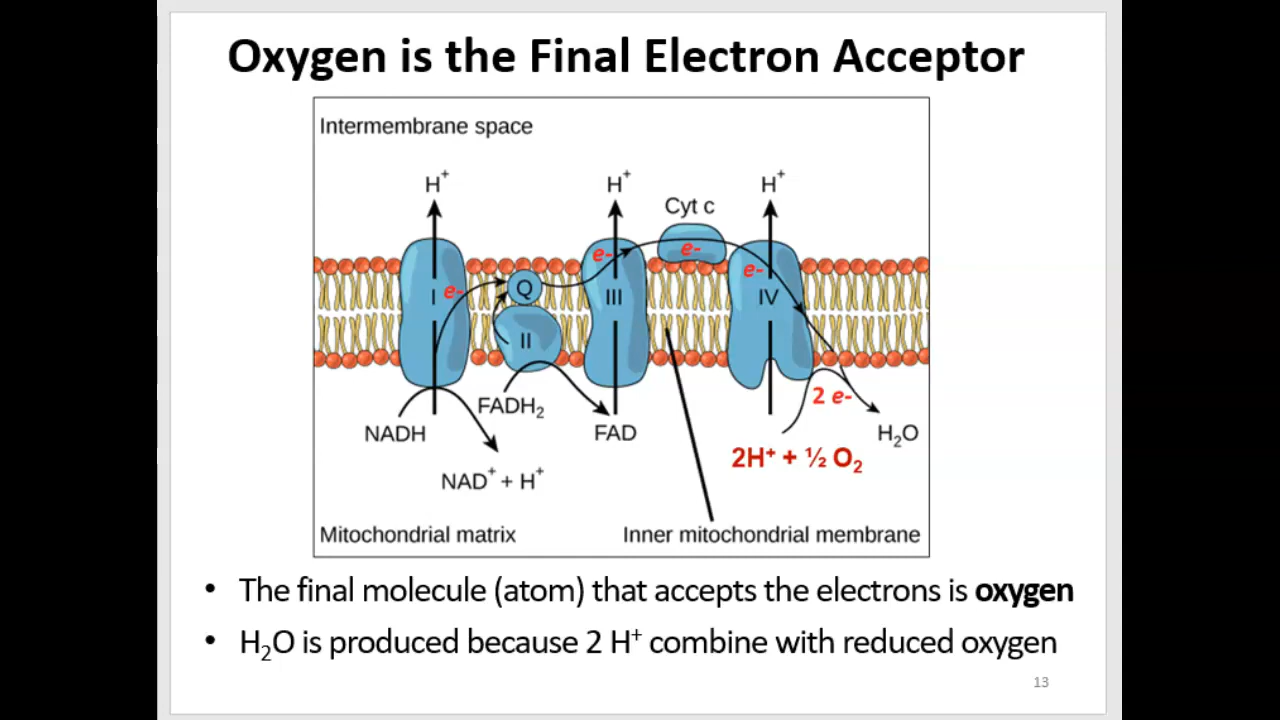 Oxygen is the Final Electron Acceptor
Intermembrane space
H⁺ H⁺ H⁺
Cyt c
e- e- e-
I e- Q III IV
II
FADH₂ 2 e-
NADH FAD H₂O
2H⁺ + ½ O₂
NAD⁺ + H⁺
Mitochondrial matrix Inner mitochondrial membrane
• The final molecule (atom) that accepts the electrons is oxygen
• H₂O is produced because 2 H⁺ combine with reduced oxygen
13